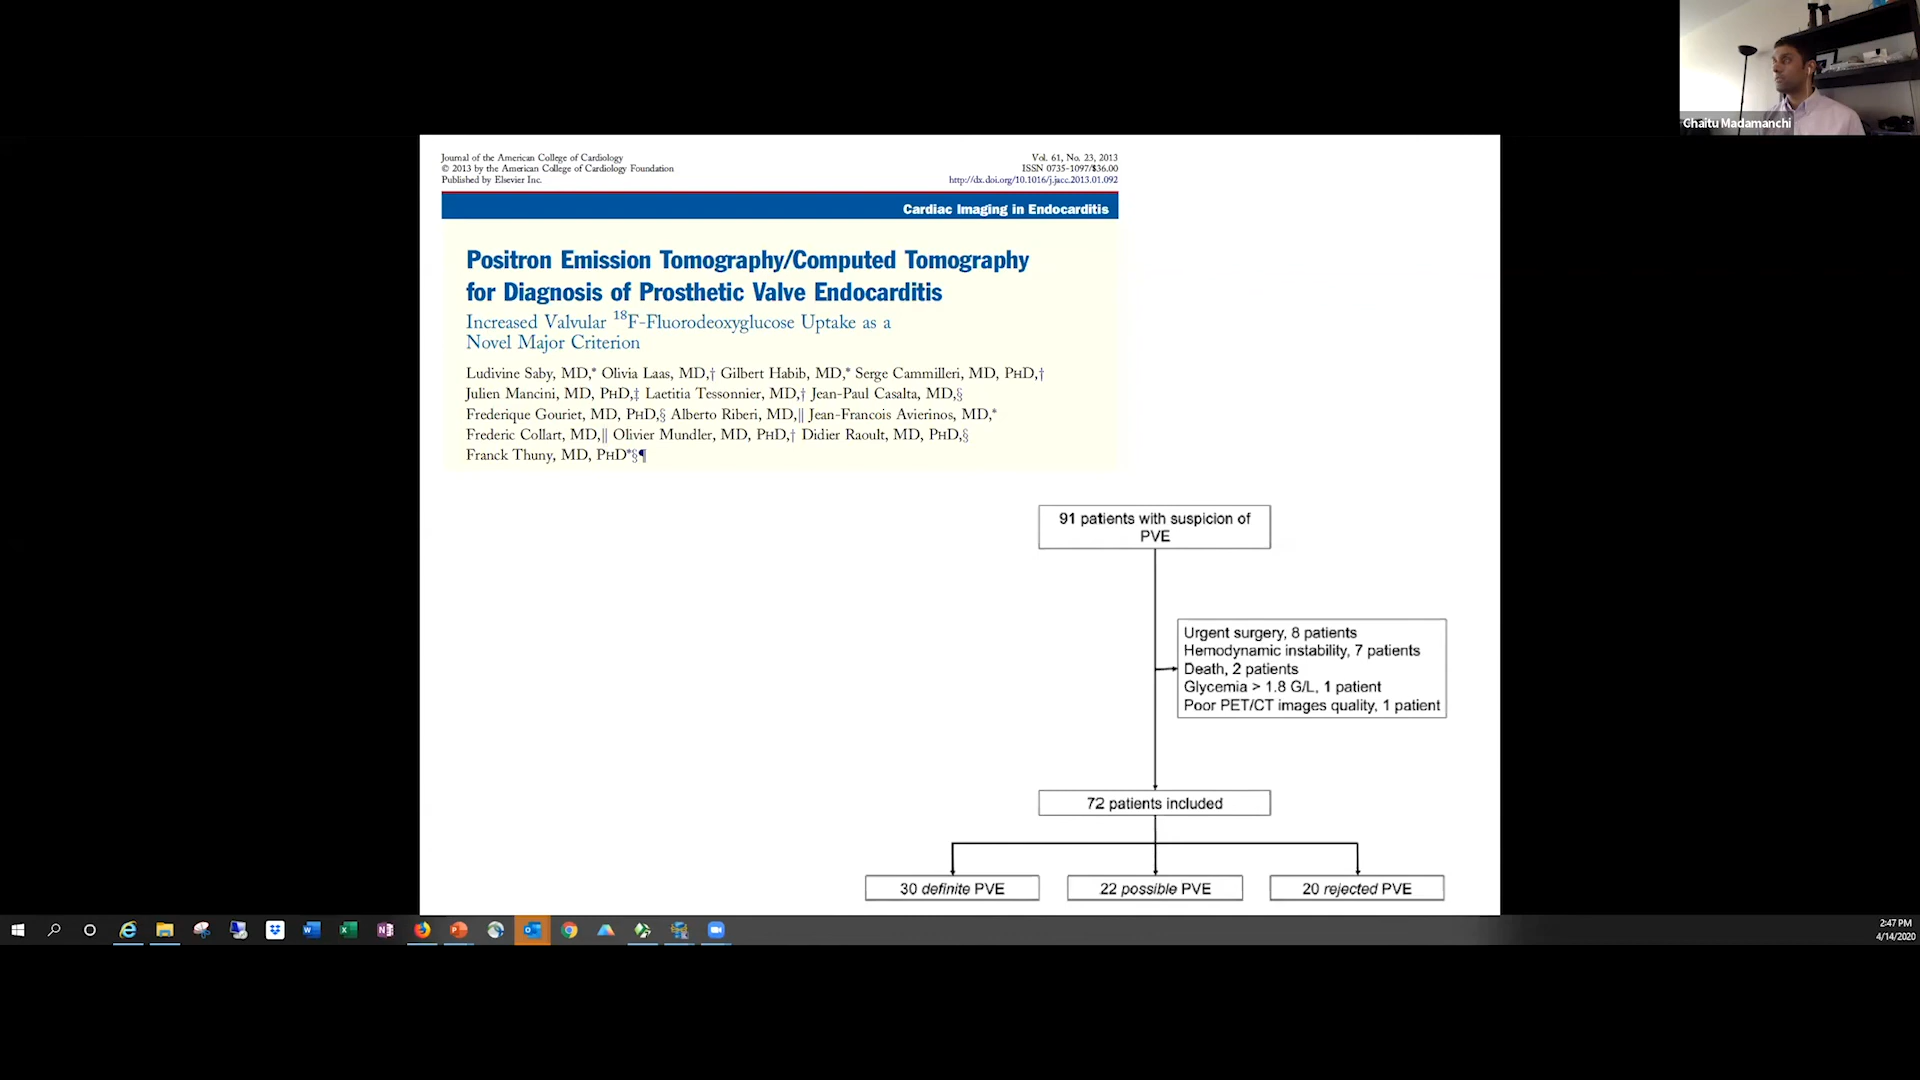 Chaitu Madamanchi
Journal of the American College of Cardiology
© 2013 by the American College of Cardiology Foundation
Published by Elsevier Inc.
Vol. 61, No. 23, 2013
ISSN 0735-1097/$36.00
http://dx.doi.org/10.1016/j.jacc.2013.01.092
Cardiac Imaging in Endocarditis
Positron Emission Tomography/Computed Tomography
for Diagnosis of Prosthetic Valve Endocarditis
Increased Valvular 18F-Fluorodeoxyglucose Uptake as a
Novel Major Criterion
Ludivine Saby, MD,* Olivia Laas, MD,† Gilbert Habib, MD,* Serge Cammilleri, MD, PHD,†
Julien Mancini, MD, PHD,‡ Laetitia Tessonnier, MD,† Jean-Paul Casalta, MD,§
Frederique Gouriet, MD, PHD,§ Alberto Riberi, MD,|| Jean-Francois Avierinos, MD,*
Frederic Collart, MD,|| Olivier Mundler, MD, PHD,† Didier Raoult, MD, PHD,§
Franck Thuny, MD, PHD*§¶
91 patients with suspicion of
PVE
Urgent surgery, 8 patients
Hemodynamic instability, 7 patients
Death, 2 patients
Glycemia > 1.8 G/L, 1 patient
Poor PET/CT images quality, 1 patient
72 patients included
30 definite PVE
22 possible PVE
20 rejected PVE
2:47 PM
4/14/2020